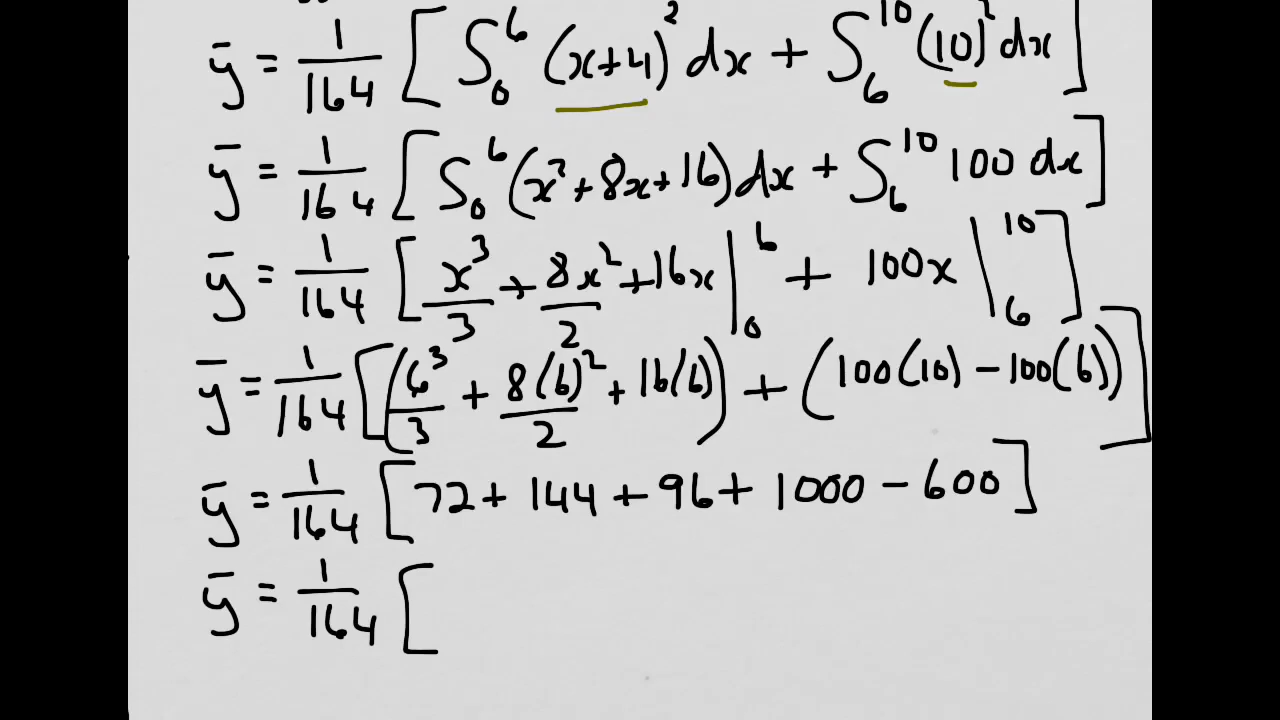 ȳ = 1/164 [ ∫₀⁶ (x+4)² dx + ∫₆¹⁰ (10)² dx ]
ȳ = 1/164 [ ∫₀⁶ (x² + 8x + 16) dx + ∫₆¹⁰ 100 dx ]
ȳ = 1/164 [ x³/3 + 8x²/2 + 16x |₀⁶ + 100x |₆¹⁰ ]
ȳ = 1/164 [ (6³/3 + 8(6)²/2 + 16(6)) + (100(10) − 100(6)) ]
ȳ = 1/164 [ 72 + 144 + 96 + 1000 − 600 ]
ȳ = 1/164 [